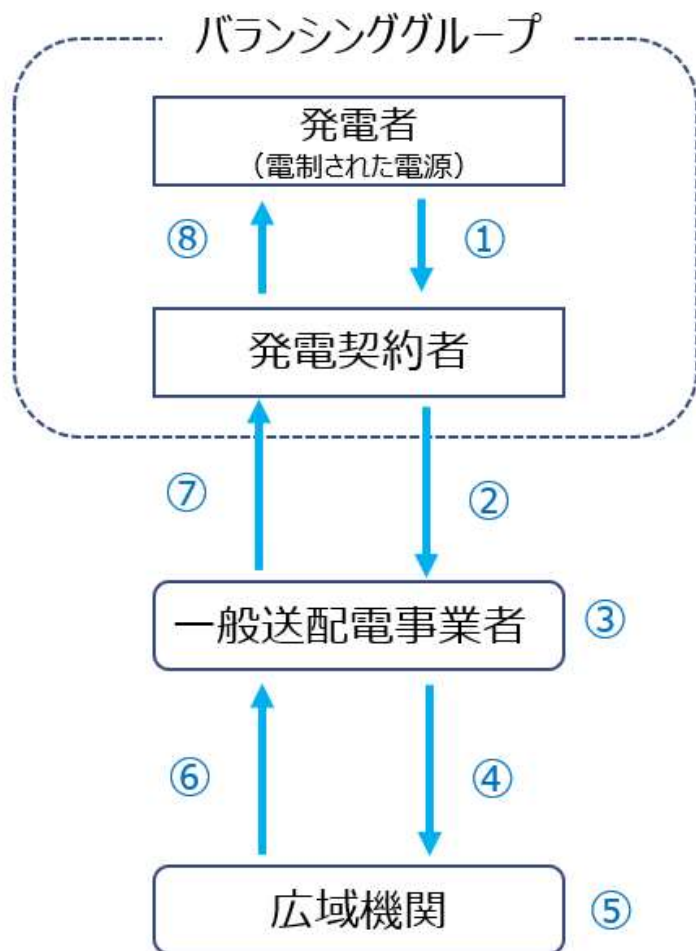 バランシンググループ
発電者
（電制された電源）
⑧
①
発電契約者
⑦
②
一般送配電事業者
③
⑥
④
広域機関
⑤